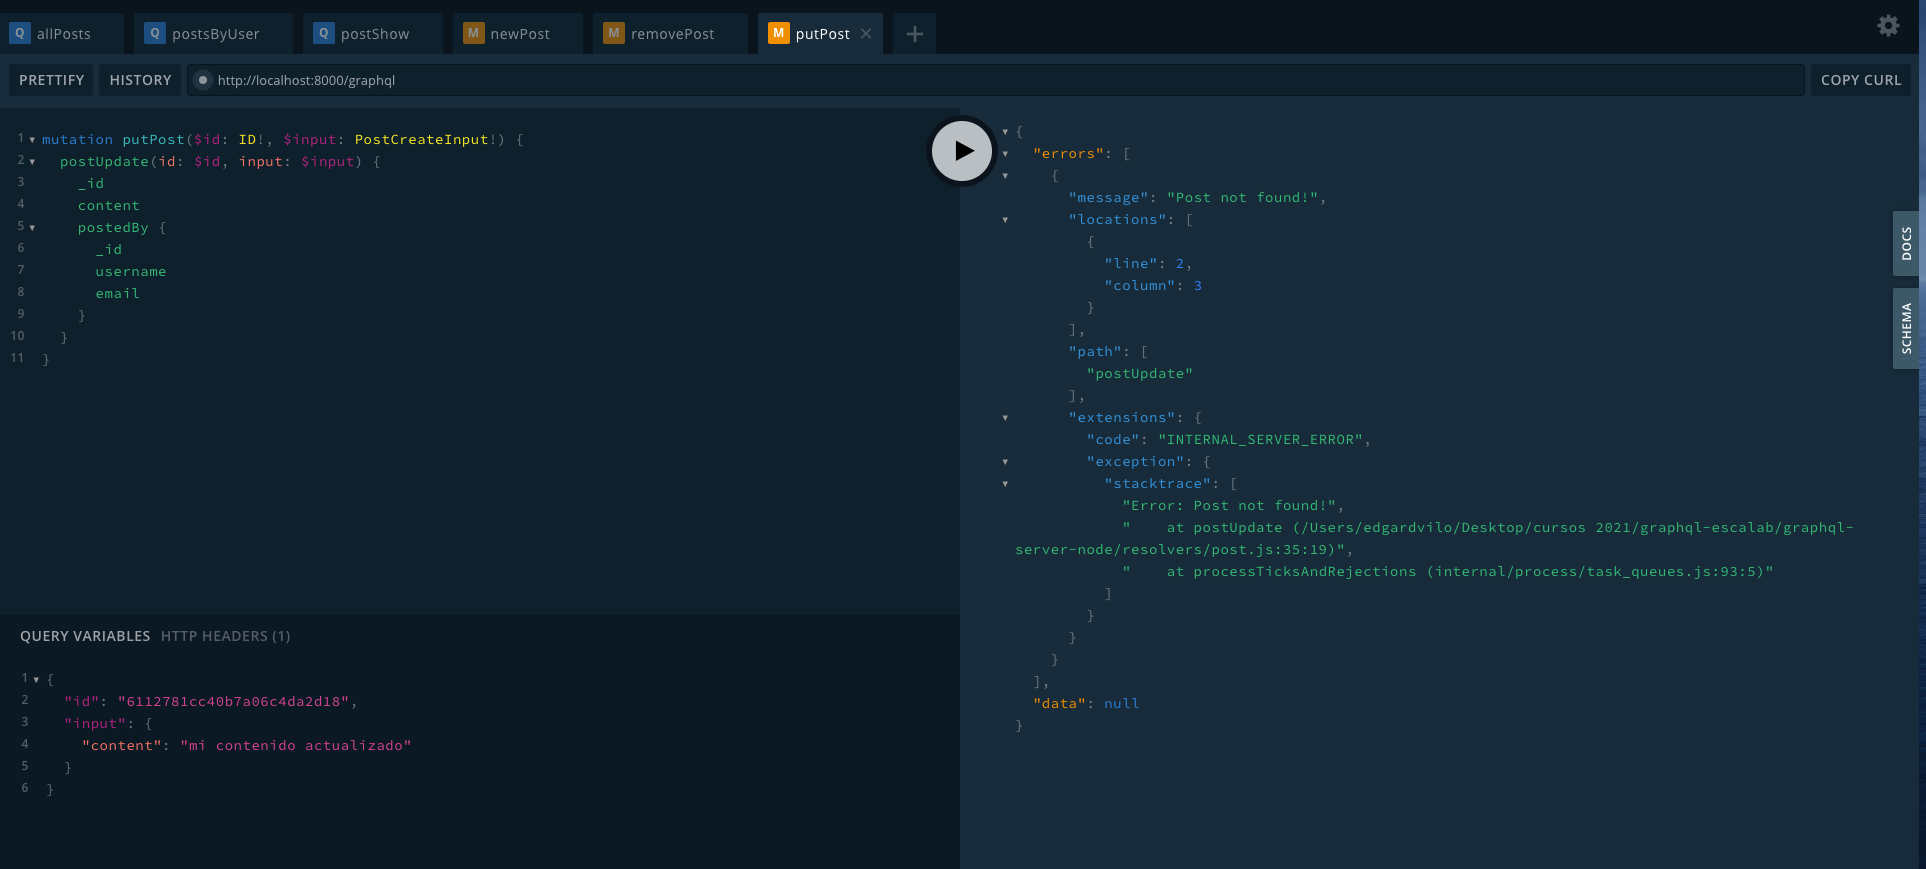 Q allPosts Q postsByUser Q postShow M newPost M removePost M putPost
PRETTIFY HISTORY http://localhost:8000/graphql COPY CURL
1 mutation putPost($id: ID!, $input: PostCreateInput!) {
2 postUpdate(id: $id, input: $input) {
3 _id
4 content
5 postedBy {
6 _id
7 username
8 email
9 }
10 }
11 }
QUERY VARIABLES HTTP HEADERS (1)
1 {
2 "id": "6112781cc40b7a06c4da2d18",
3 "input": {
4 "content": "mi contenido actualizado"
5 }
6 }
{
"errors": [
{
"message": "Post not found!",
"locations": [
{
"line": 2,
"column": 3
}
],
"path": [
"postUpdate"
],
"extensions": {
"code": "INTERNAL_SERVER_ERROR",
"exception": {
"stacktrace": [
"Error: Post not found!",
"    at postUpdate (/Users/edgardvilo/Desktop/cursos 2021/graphql-escalab/graphql-
server-node/resolvers/post.js:35:19)",
"    at processTicksAndRejections (internal/process/task_queues.js:93:5)"
]
}
}
}
],
"data": null
}
DOCS
SCHEMA